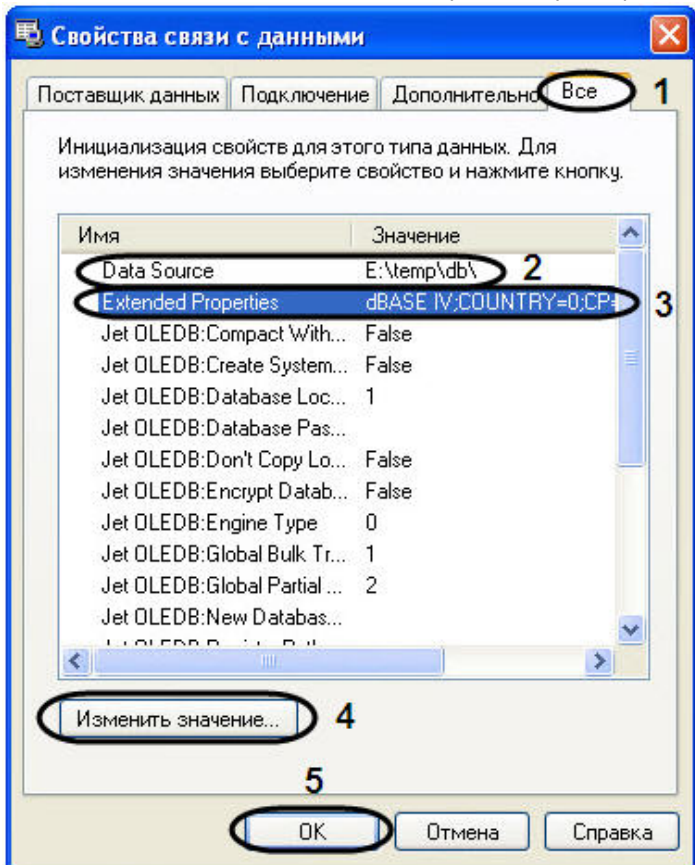 Свойства связи с данными
Поставщик данных Подключение Дополнительно Все 1
Инициализация свойств для этого типа данных. Для
изменения значения выберите свойство и нажмите кнопку.
Имя Значение
Data Source E:\temp\db\ 2
Extended Properties dBASE IV;COUNTRY=0;CP= 3
Jet OLEDB:Compact With... False
Jet OLEDB:Create System... False
Jet OLEDB:Database Loc... 1
Jet OLEDB:Database Pas...
Jet OLEDB:Don't Copy Lo... False
Jet OLEDB:Encrypt Datab... False
Jet OLEDB:Engine Type 0
Jet OLEDB:Global Bulk Tr... 1
Jet OLEDB:Global Partial ... 2
Jet OLEDB:New Databas...
Изменить значение... 4
5
OK Отмена Справка